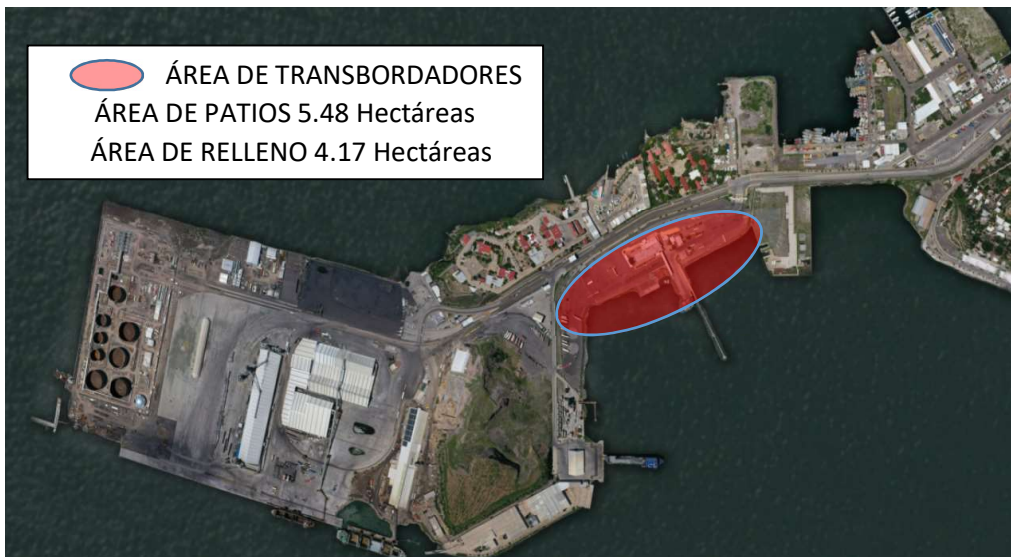 ÁREA DE TRANSBORDADORES
ÁREA DE PATIOS 5.48 Hectáreas
ÁREA DE RELLENO 4.17 Hectáreas